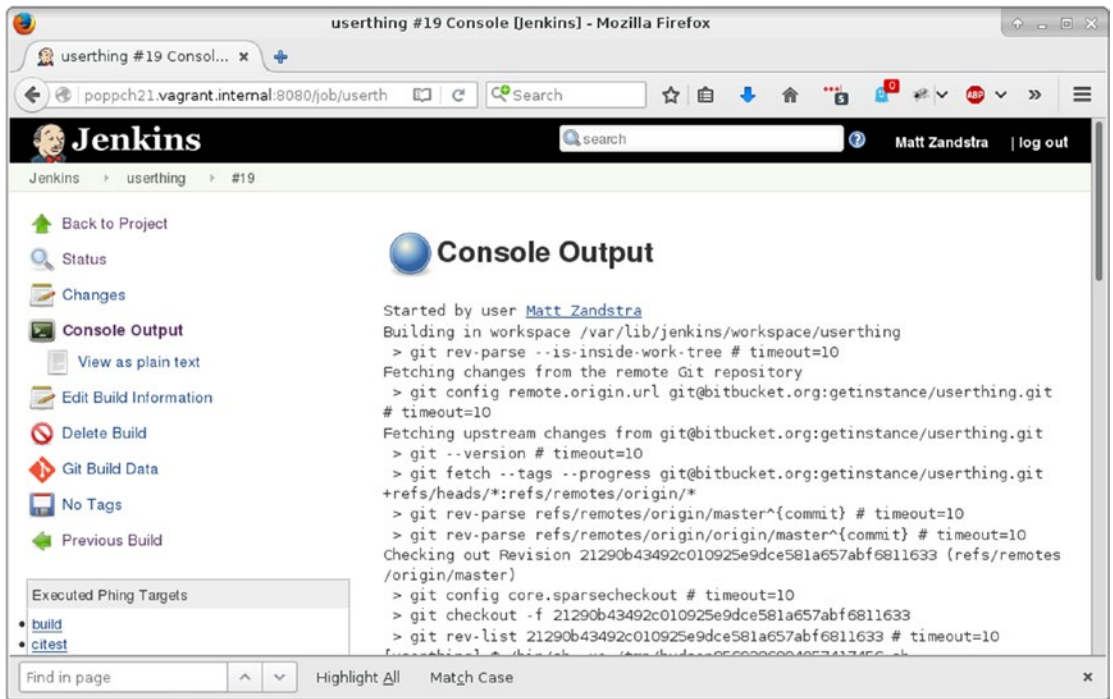 userthing #19 Console [Jenkins] - Mozilla Firefox
userthing #19 Consol...
poppch21.vagrant.internal:8080/job/userth
Search
S
0
ABP
Jenkins
search
?
Matt Zandstra
| log out
Jenkins
userthing
#19
Back to Project
Status
Changes
Console Output
View as plain text
Edit Build Information
Delete Build
Git Build Data
No Tags
Previous Build
Executed Phing Targets
build
citest
Console Output
Started by user Matt Zandstra
Building in workspace /var/lib/jenkins/workspace/userthing
> git rev-parse --is-inside-work-tree # timeout=10
Fetching changes from the remote Git repository
> git config remote.origin.url git@bitbucket.org:getinstance/userthing.git
# timeout=10
Fetching upstream changes from git@bitbucket.org:getinstance/userthing.git
> git --version # timeout=10
> git fetch --tags --progress git@bitbucket.org:getinstance/userthing.git
+refs/heads/*:refs/remotes/origin/*
> git rev-parse refs/remotes/origin/master^{commit} # timeout=10
> git rev-parse refs/remotes/origin/origin/master^{commit} # timeout=10
Checking out Revision 21290b43492c010925e9dce581a657abf6811633 (refs/remotes
/origin/master)
> git config core.sparsecheckout # timeout=10
> git checkout -f 21290b43492c010925e9dce581a657abf6811633
> git rev-list 21290b43492c010925e9dce581a657abf6811633 # timeout=10
Find in page
Highlight All
Match Case